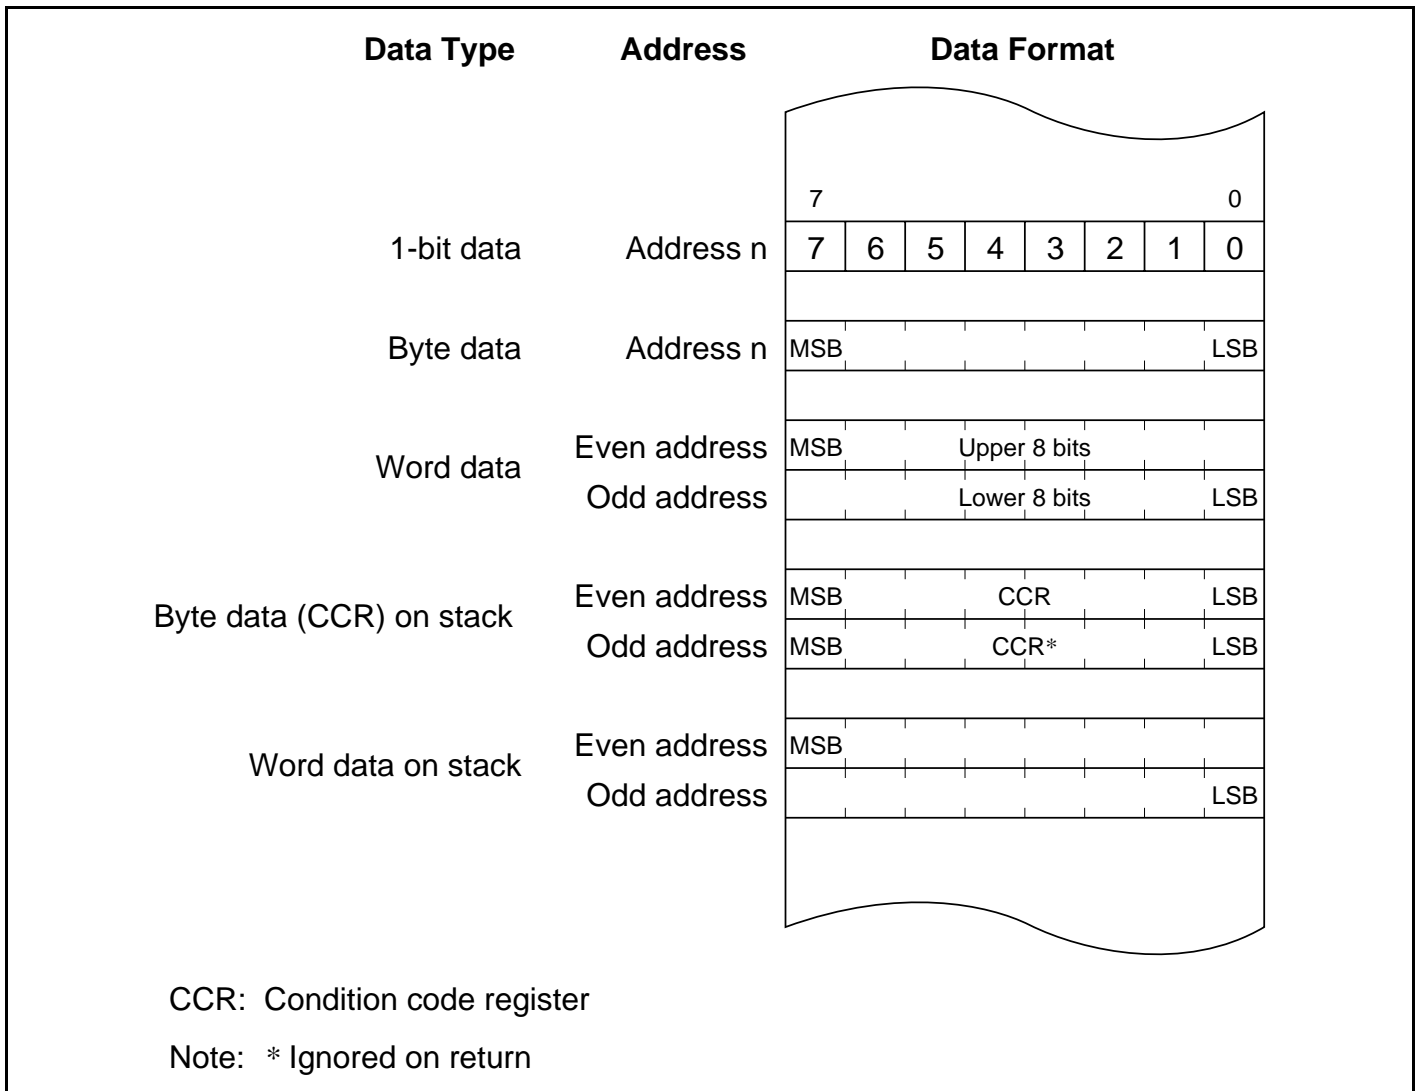 Data Type Address Data Format
7 0
1-bit data Address n 7 6 5 4 3 2 1 0
Byte data Address n MSB LSB
Word data
Even address MSB Upper 8 bits
Odd address Lower 8 bits LSB
Byte data (CCR) on stack
Even address MSB CCR LSB
Odd address MSB CCR* LSB
Word data on stack
Even address MSB
Odd address LSB
CCR: Condition code register
Note: * Ignored on return